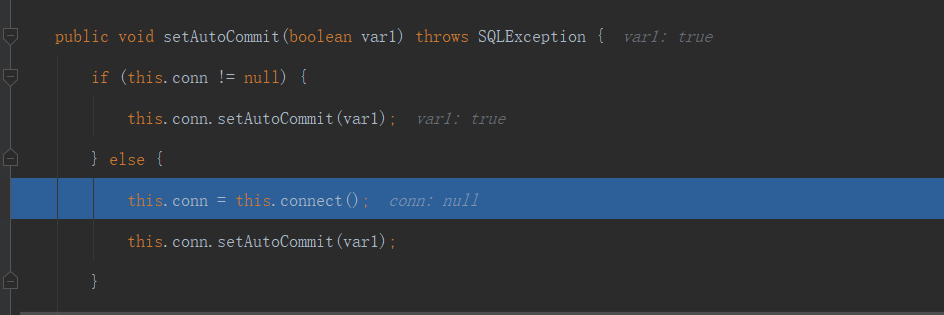 public void setAutoCommit(boolean var1) throws SQLException {  var1: true
if (this.conn != null) {
this.conn.setAutoCommit(var1);  var1: true
} else {
this.conn = this.connect();  conn: null
this.conn.setAutoCommit(var1);
}